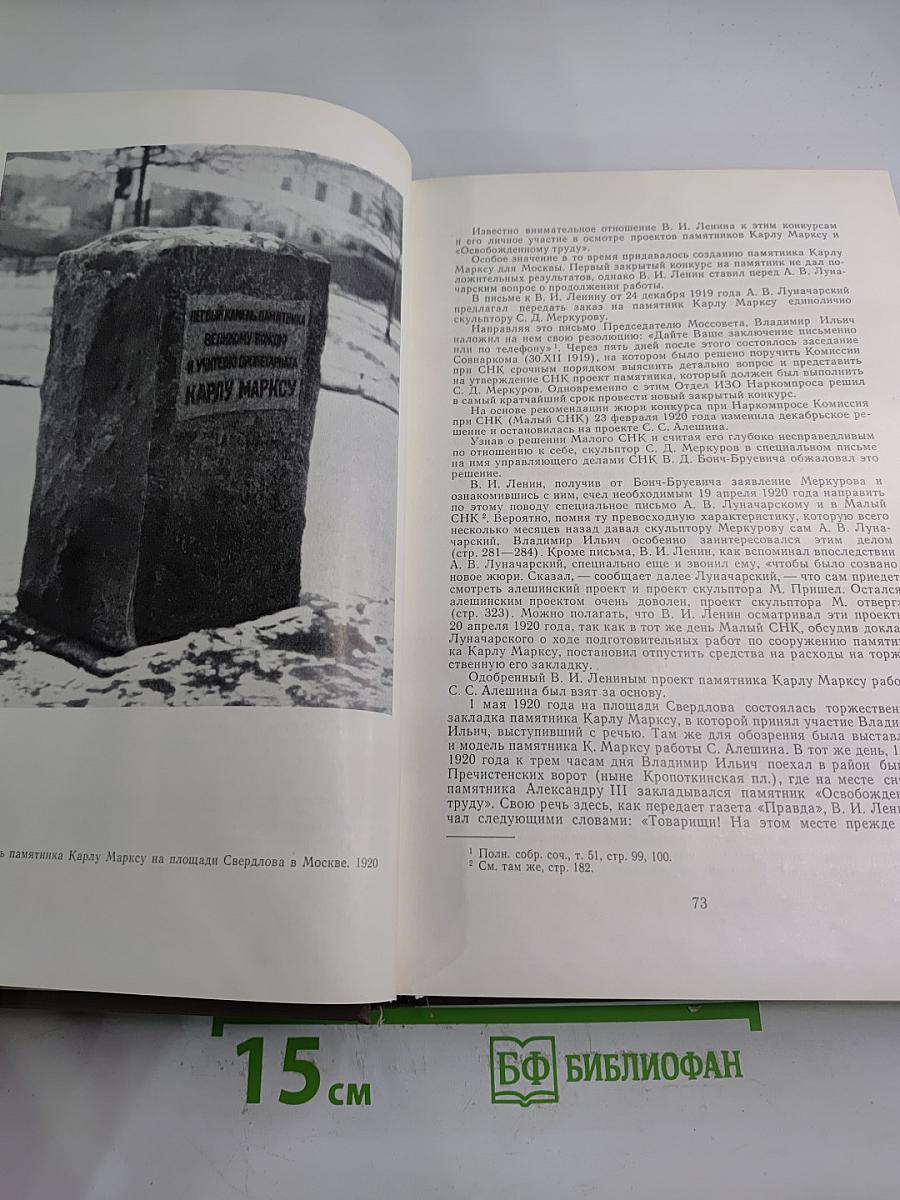 ПЕРВЫЙ КАМЕНЬ ПАМЯТНИКА
ВЕЛИКОМУ ВОЖДЮ
И УЧИТЕЛЮ ПРОЛЕТАРИАТА
КАРЛУ МАРКСУ
ь памятника Карлу Марксу на площади Свердлова в Москве. 1920
Известно внимательное отношение В. И. Ленина к этим конкурсам
и его личное участие в осмотре проектов памятников Карлу Марксу и
«Освобожденному труду».
Особое значение в то время придавалось созданию памятника Карлу
Марксу для Москвы. Первый закрытый конкурс на памятник не дал по-
ложительных результатов, однако В. И. Ленин ставил перед А. В. Луна-
чарским вопрос о продолжении работы.
В письме к В. И. Ленину от 24 декабря 1919 года А. В. Луначарский
предлагал передать заказ на памятник Карлу Марксу единолично
скульптору С. Д. Меркурову.
Направляя это письмо Председателю Моссовета, Владимир Ильич
наложил на нем свою резолюцию: «Дайте Ваше заключение письменно
или по телефону» 1. Через пять дней после этого состоялось заседание
Совнаркома (30.XII 1919), на котором было решено поручить Комиссии
при СНК срочным порядком выяснить детально вопрос и представить
на утверждение СНК проект памятника, который должен был выполнить
С. Д. Меркуров. Одновременно с этим Отдел ИЗО Наркомпроса решил
в самый кратчайший срок провести новый закрытый конкурс.
На основе рекомендации жюри конкурса при Наркомпросе Комиссия
при СНК (Малый СНК) 23 февраля 1920 года изменила декабрьское ре-
шение и остановилась на проекте С. С. Алешина.
Узнав о решении Малого СНК и считая его глубоко несправедливым
по отношению к себе, скульптор С. Д. Меркуров в специальном письме
на имя управляющего делами СНК В. Д. Бонч-Бруевича обжаловал это
решение.
В. И. Ленин, получив от Бонч-Бруевича заявление Меркурова и
ознакомившись с ним, счел необходимым 19 апреля 1920 года направить
по этому поводу специальное письмо А. В. Луначарскому и в Малый
СНК 2. Вероятно, помня ту превосходную характеристику, которую всего
несколько месяцев назад давал скульптору Меркурову сам А. В. Луна-
чарский, Владимир Ильич особенно заинтересовался этим делом
(стр. 281—284). Кроме письма, В. И. Ленин, как вспоминал впоследствии
А. В. Луначарский, специально еще и звонил ему, «чтобы было созвано
новое жюри. Сказал, — сообщает далее Луначарский, — что сам приедет
смотреть алешинский проект и проект скульптора М. Пришел. Остался
алешинским проектом очень доволен, проект скульптора М. отверг
(стр. 323). Можно полагать, что В. И. Ленин осматривал эти проекты
20 апреля 1920 года, так как в тот же день Малый СНК, обсудив докла
Луначарского о ходе подготовительных работ по сооружению памятн
ка Карлу Марксу, постановил отпустить средства на расходы на торж
ственную его закладку.
Одобренный В. И. Лениным проект памятника Карлу Марксу рабо
С. С. Алешина был взят за основу.
1 мая 1920 года на площади Свердлова состоялась торжествен
закладка памятника Карлу Марксу, в которой принял участие Влади
Ильич, выступивший с речью. Там же для обозрения была выставл
и модель памятника К. Марксу работы С. Алешина. В тот же день, 1
1920 года к трем часам дня Владимир Ильич поехал в район быв
Пречистенских ворот (ныне Кропоткинская пл.), где на месте сн
памятника Александру III закладывался памятник «Освобожден
труду». Свою речь здесь, как передает газета «Правда», В. И. Лени
чал следующими словами: «Товарищи! На этом месте прежде
1 Полн. собр. соч., т. 51, стр. 99, 100.
2 См. там же, стр. 182.
73
15 см
БФ БИБЛИОФАН